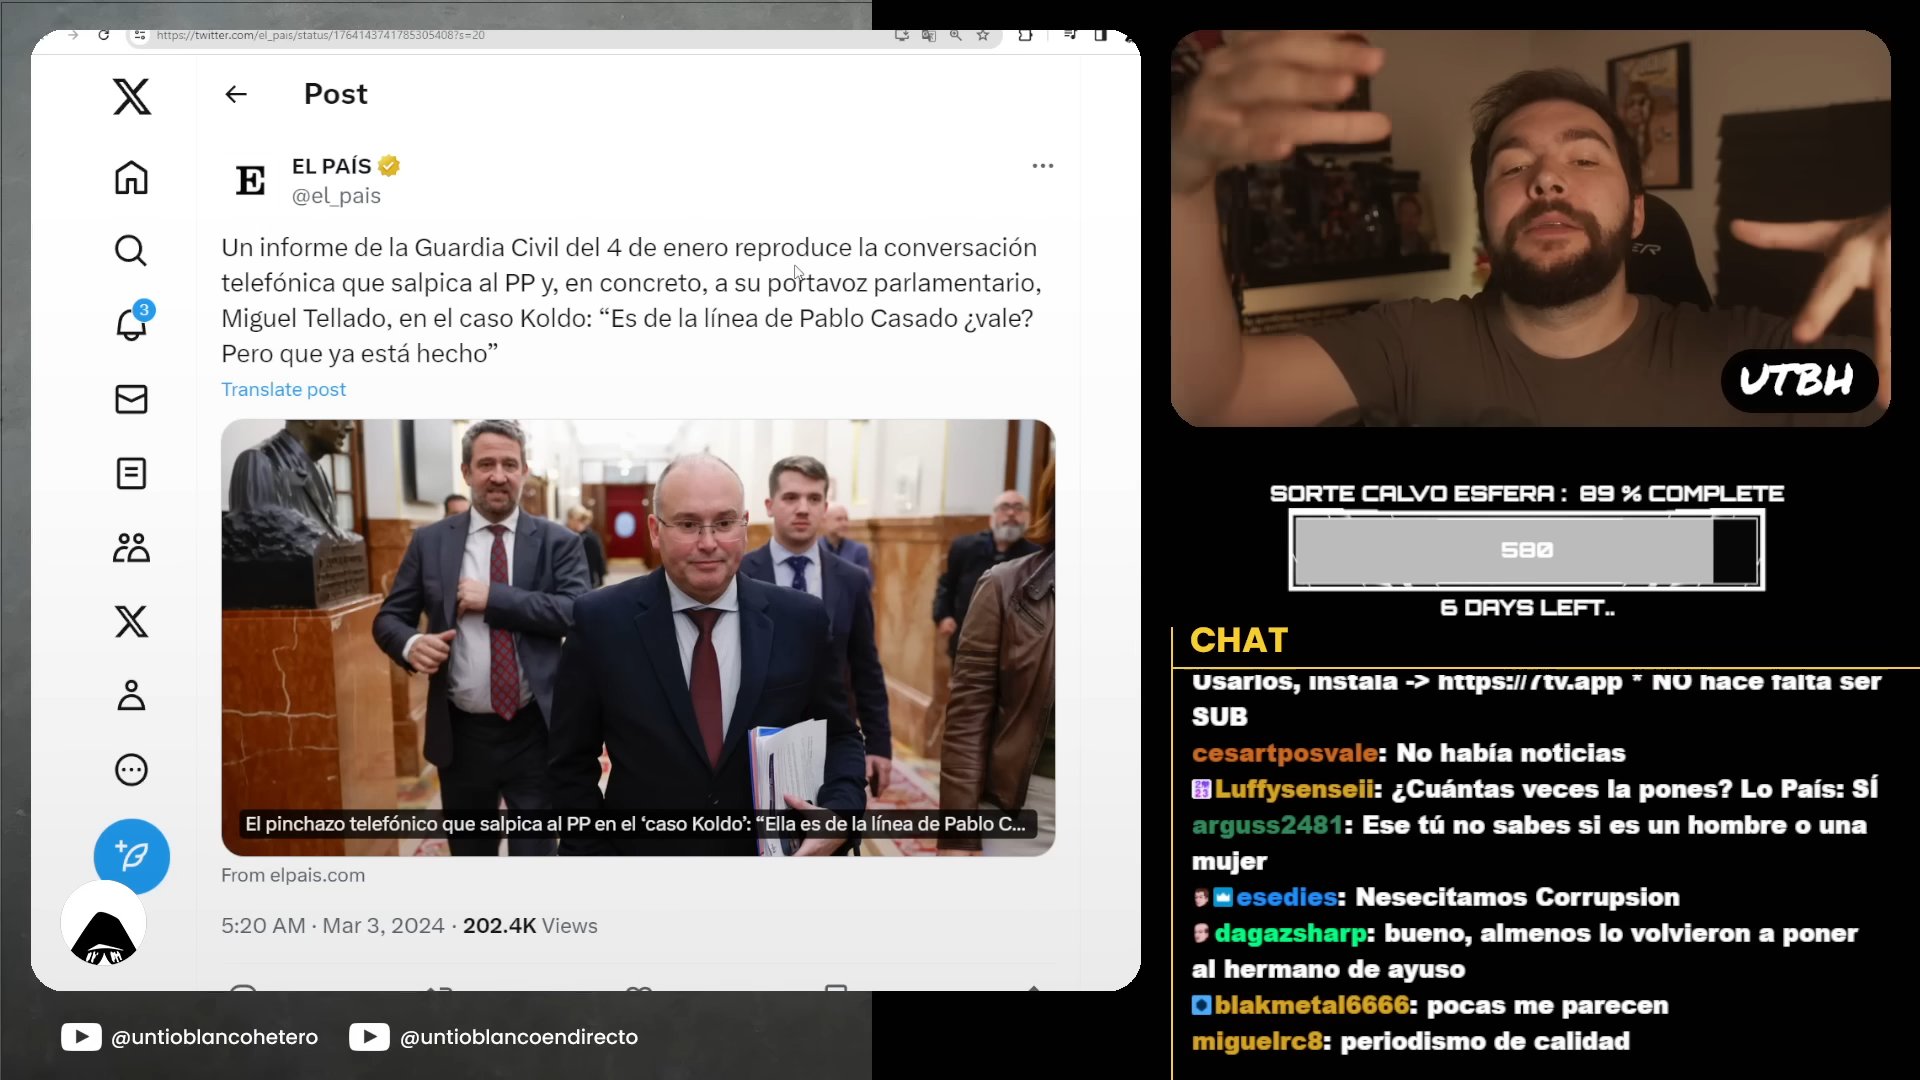 https://twitter.com/el_pais/status/1764143741785305408?s=20
Post
EL PAÍS
@el_pais
E
3
Un informe de la Guardia Civil del 4 de enero reproduce la conversación
telefónica que salpica al PP y, en concreto, a su portavoz parlamentario,
Miguel Tellado, en el caso Koldo: “Es de la línea de Pablo Casado ¿vale?
Pero que ya está hecho”
Translate post
El pinchazo telefónico que salpica al PP en el ‘caso Koldo’: “Ella es de la línea de Pablo C...
From elpais.com
5:20 AM · Mar 3, 2024 · 202.4K Views
@untioblancohetero
@untioblancoendirecto
UTBH
SORTE CALVO ESFERA : 89 % COMPLETE
580
6 DAYS LEFT..
CHAT
Usarlos, instala -> https://7tv.app * NO hace falta ser
SUB
cesartposvale: No había noticias
Luffysenseii: ¿Cuántas veces la pones? Lo País: SÍ
arguss2481: Ese tú no sabes si es un hombre o una
mujer
esedies: Nesecitamos Corrupsion
dagazsharp: bueno, almenos lo volvieron a poner
al hermano de ayuso
blakmetal6666: pocas me parecen
miguelrc8: periodismo de calidad